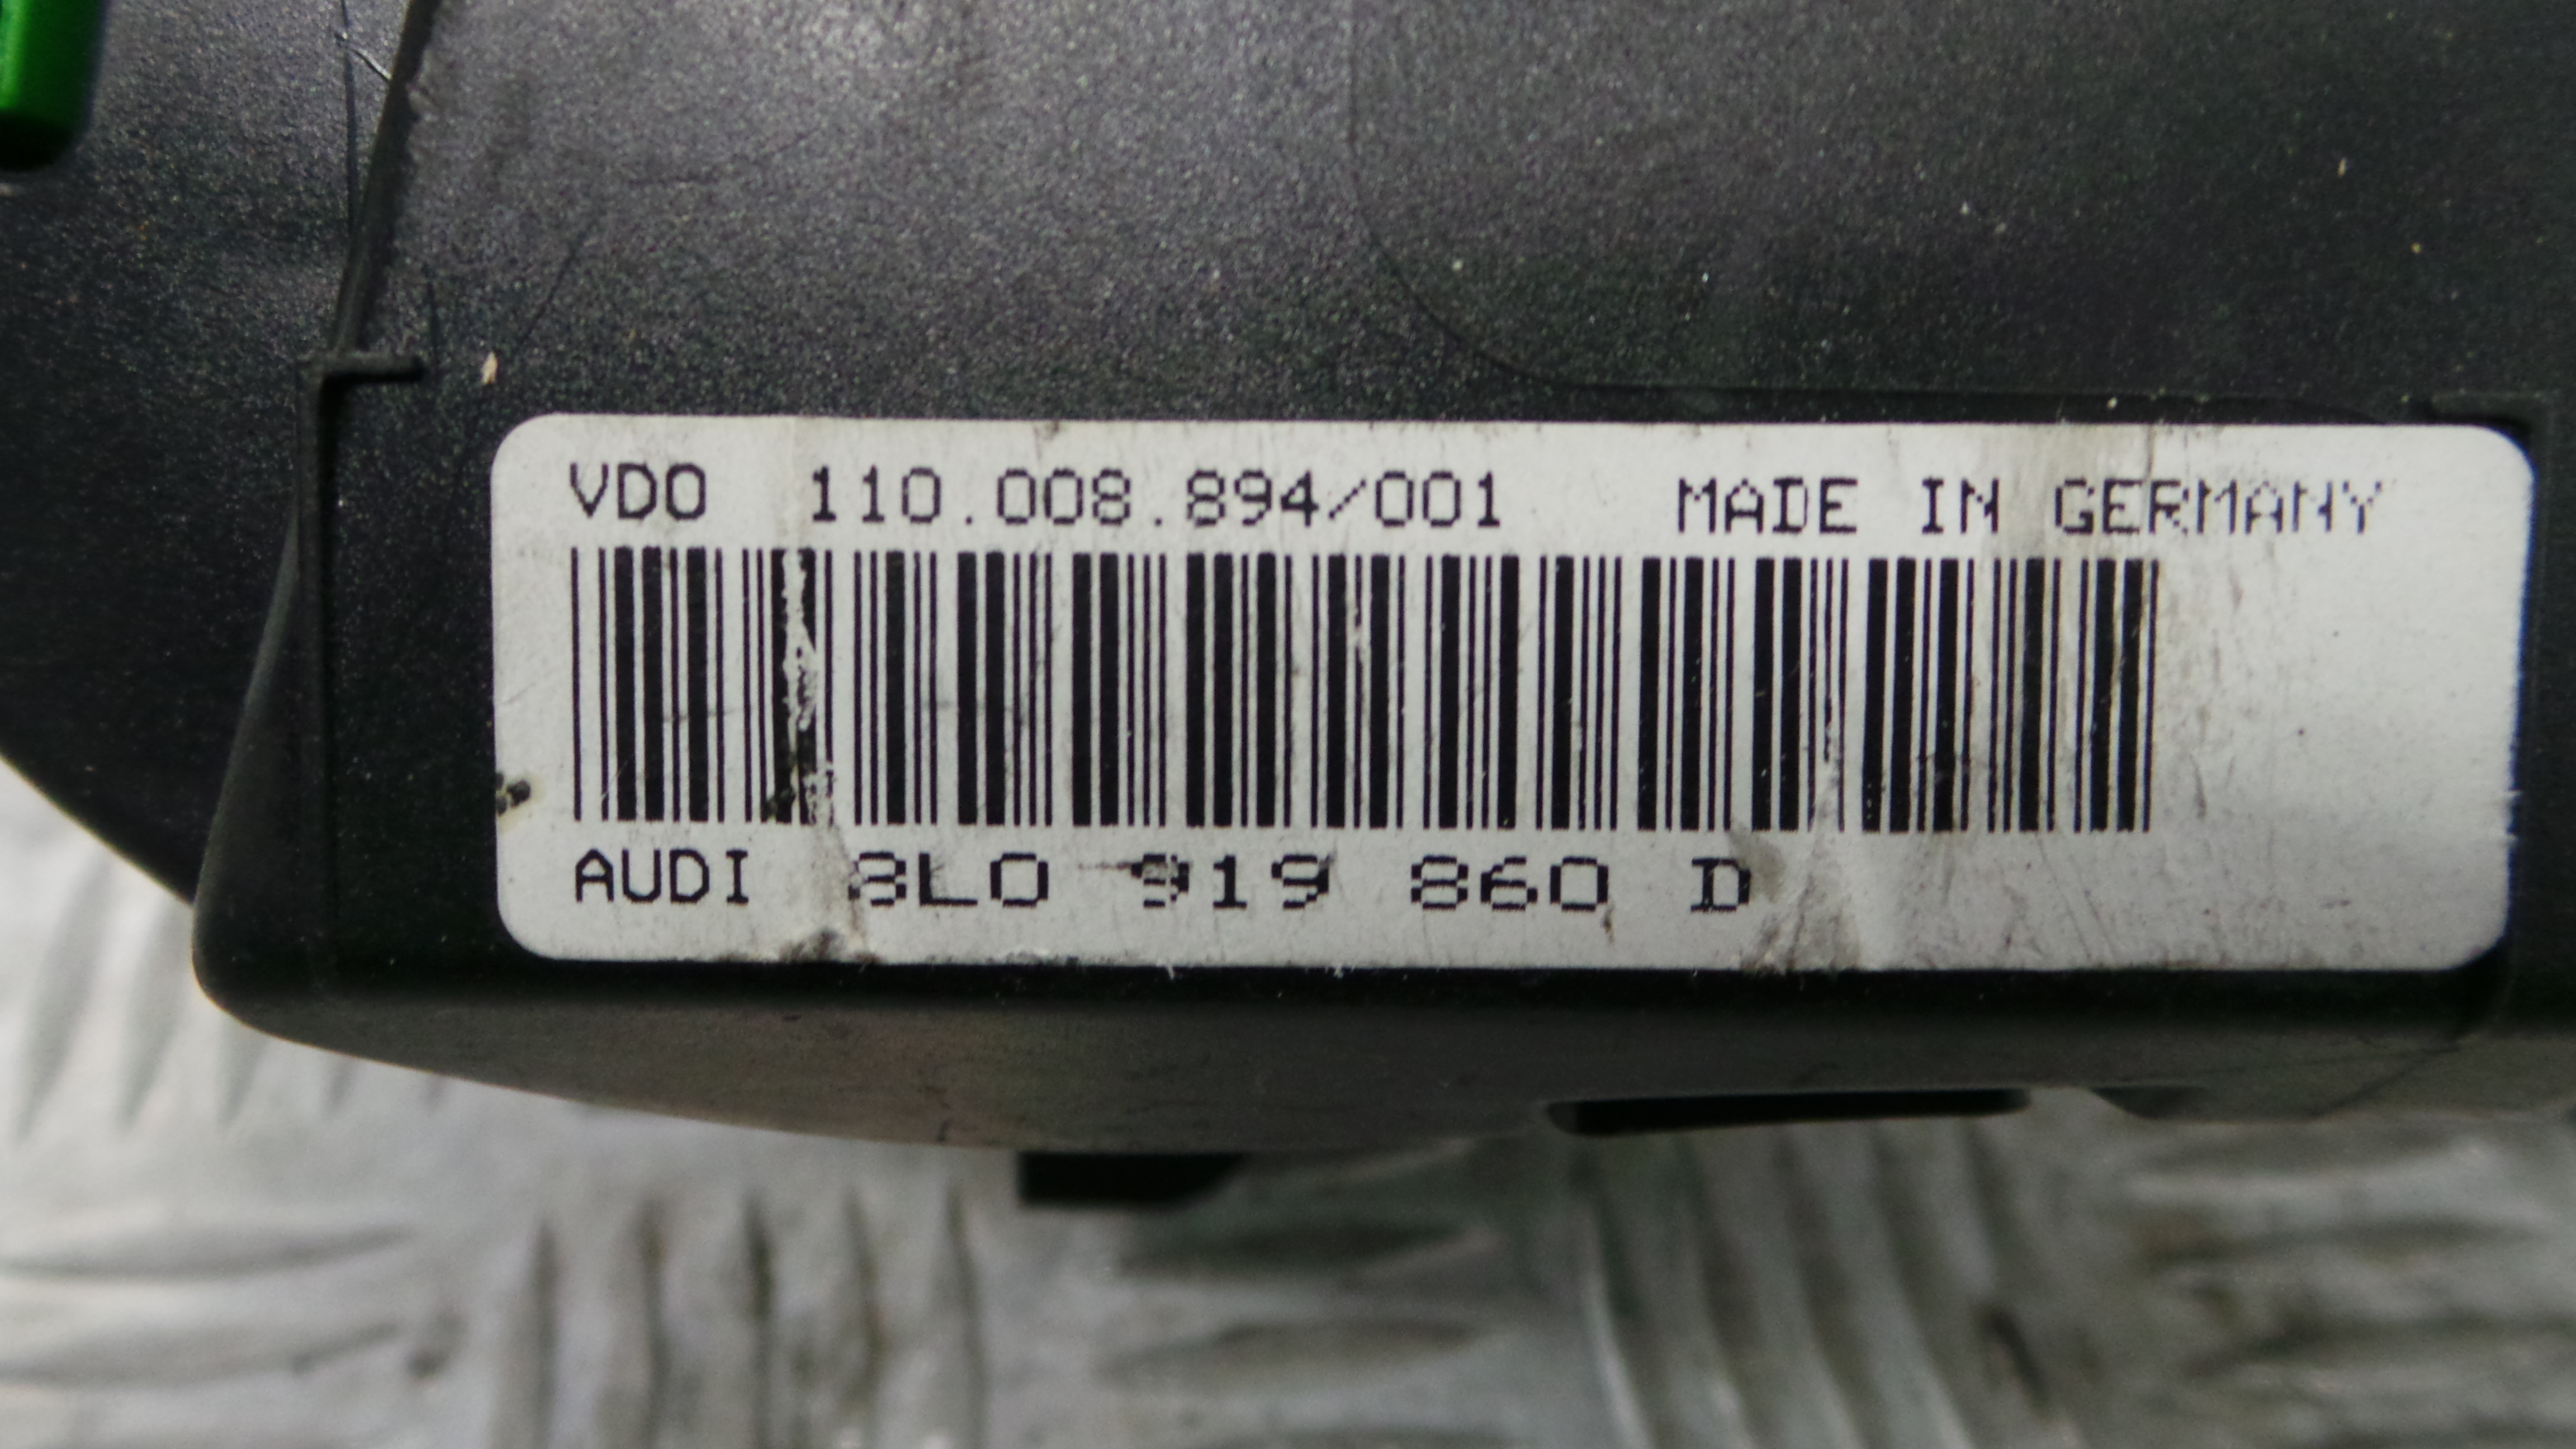 VDO 110.008.894/001 MADE IN GERMANY
AUDI 8L0 919 860 D